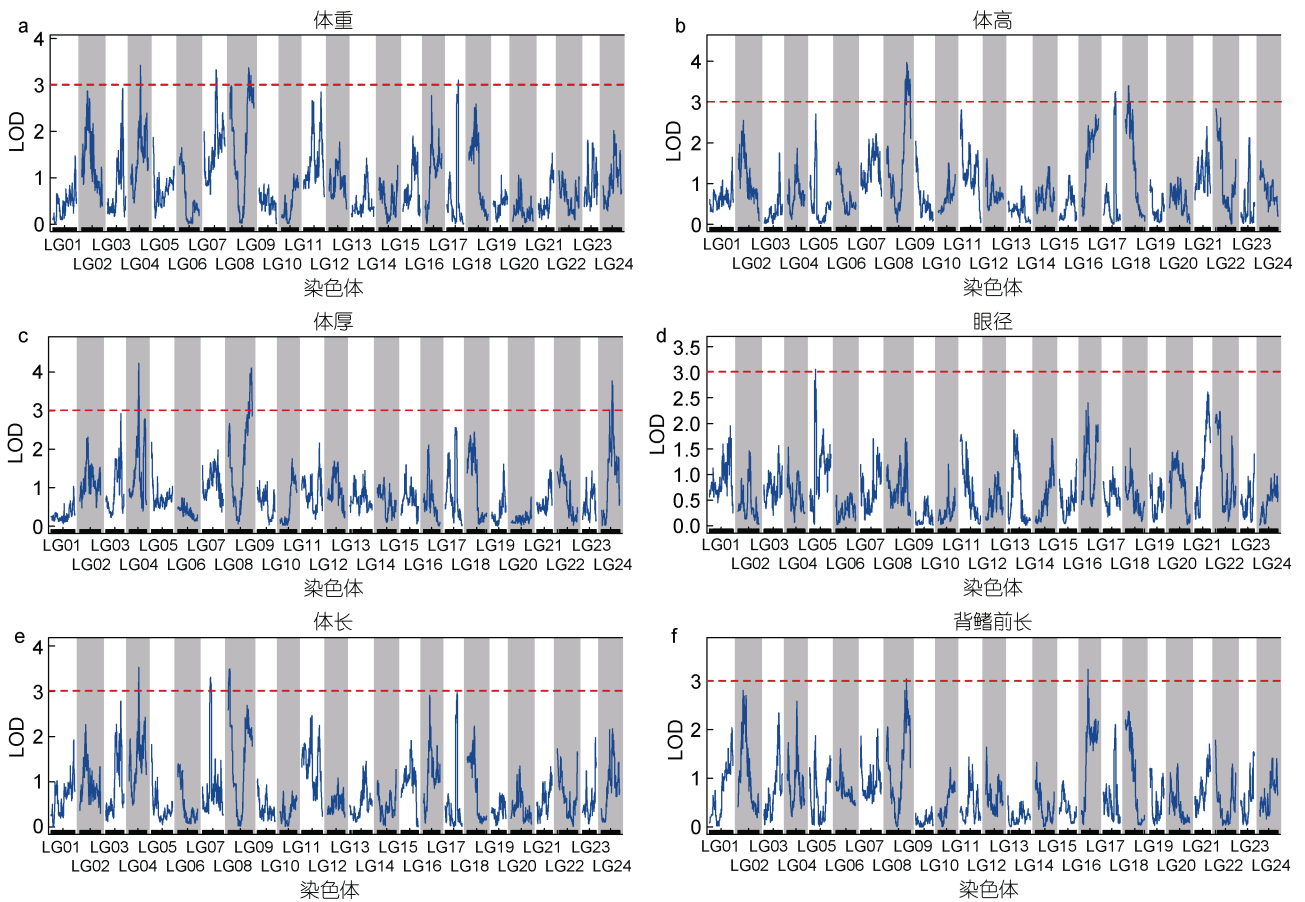 a
体重
4
3
2
1
0
LOD
LG01 LG03 LG05 LG07 LG09 LG11 LG13 LG15 LG17 LG19 LG21 LG23
LG02 LG04 LG06 LG08 LG10 LG12 LG14 LG16 LG18 LG20 LG22 LG24
染色体
b
体高
4
3
2
1
0
LOD
LG01 LG03 LG05 LG07 LG09 LG11 LG13 LG15 LG17 LG19 LG21 LG23
LG02 LG04 LG06 LG08 LG10 LG12 LG14 LG16 LG18 LG20 LG22 LG24
染色体
c
体厚
4
3
2
1
0
LOD
LG01 LG03 LG05 LG07 LG09 LG11 LG13 LG15 LG17 LG19 LG21 LG23
LG02 LG04 LG06 LG08 LG10 LG12 LG14 LG16 LG18 LG20 LG22 LG24
染色体
d
眼径
3.5
3.0
2.5
2.0
1.5
1.0
0.5
0.0
LOD
LG01 LG03 LG05 LG07 LG09 LG11 LG13 LG15 LG17 LG19 LG21 LG23
LG02 LG04 LG06 LG08 LG10 LG12 LG14 LG16 LG18 LG20 LG22 LG24
染色体
e
体长
4
3
2
1
0
LOD
LG01 LG03 LG05 LG07 LG09 LG11 LG13 LG15 LG17 LG19 LG21 LG23
LG02 LG04 LG06 LG08 LG10 LG12 LG14 LG16 LG18 LG20 LG22 LG24
染色体
f
背鳍前长
3
2
1
0
LOD
LG01 LG03 LG05 LG07 LG09 LG11 LG13 LG15 LG17 LG19 LG21 LG23
LG02 LG04 LG06 LG08 LG10 LG12 LG14 LG16 LG18 LG20 LG22 LG24
染色体